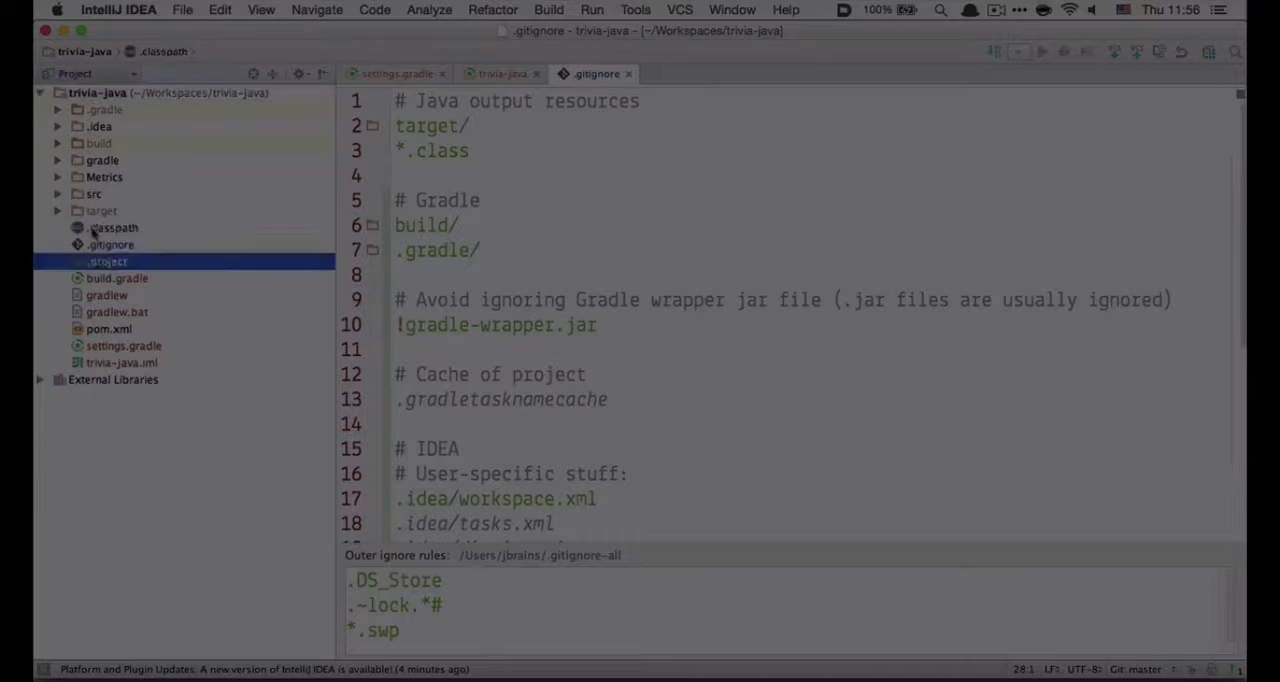 IntelliJ IDEA File Edit View Navigate Code Analyze Refactor Build Run Tools VCS Window Help 100% Thu 11:56
.gitignore - trivia-java - [~/Workspaces/trivia-java]
trivia-java .classpath
Project settings.gradle trivia-java .gitignore
trivia-java (~/Workspaces/trivia-java)
.gradle
.idea
build
gradle
Metrics
src
target
.classpath
.gitignore
.project
build.gradle
gradlew
gradlew.bat
pom.xml
settings.gradle
trivia-java.iml
External Libraries
1 # Java output resources
2 target/
3 *.class
4
5 # Gradle
6 build/
7 .gradle/
8
9 # Avoid ignoring Gradle wrapper jar file (.jar files are usually ignored)
10 !gradle-wrapper.jar
11
12 # Cache of project
13 .gradletasknamecache
14
15 # IDEA
16 # User-specific stuff:
17 .idea/workspace.xml
18 .idea/tasks.xml
Outer ignore rules: /Users/jbrains/.gitignore-all
.DS_Store
.~lock.*#
*.swp
Platform and Plugin Updates: A new version of IntelliJ IDEA is available! (4 minutes ago) 28:1 LF÷ UTF-8÷ Git: master 1